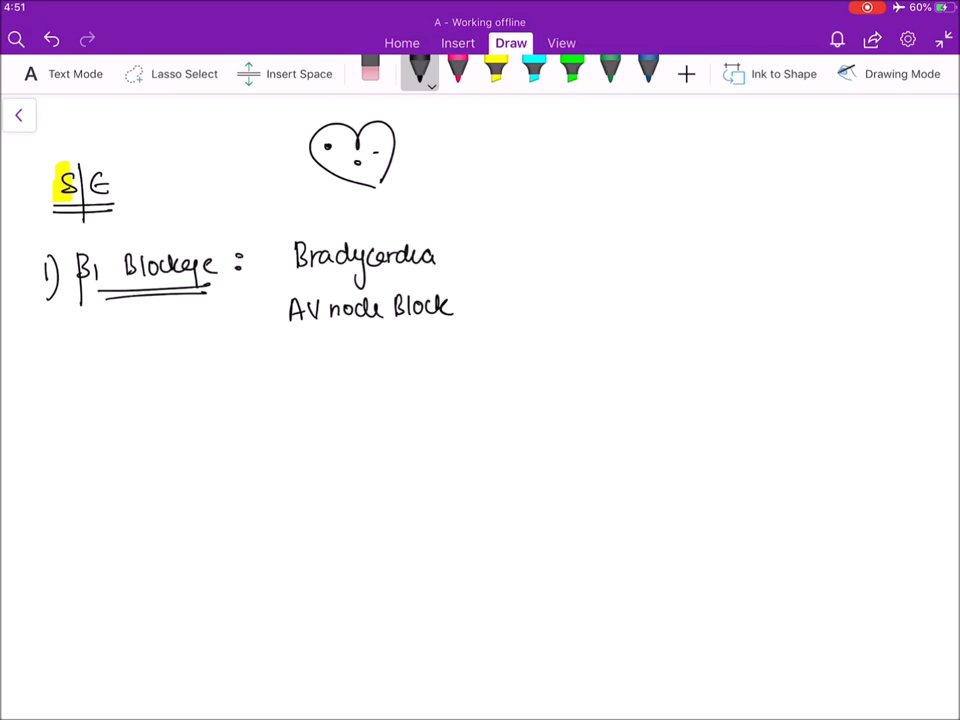 4:51
60%
A - Working offline
Home Insert Draw View
A Text Mode Lasso Select Insert Space Ink to Shape Drawing Mode
S/E
1) β1 Blockage : Bradycardia
AV node Block